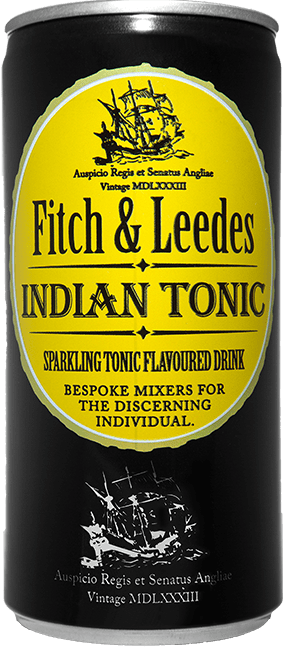 Auspicio Regis et Senatus Angliae
Vintage MDLXXXIII
Fitch & Leedes
INDIAN TONIC
SPARKLING TONIC FLAVOURED DRINK
BESPOKE MIXERS FOR
THE DISCERNING
INDIVIDUAL.
Auspicio Regis et Senatus Angliae
Vintage MDLXXXIII